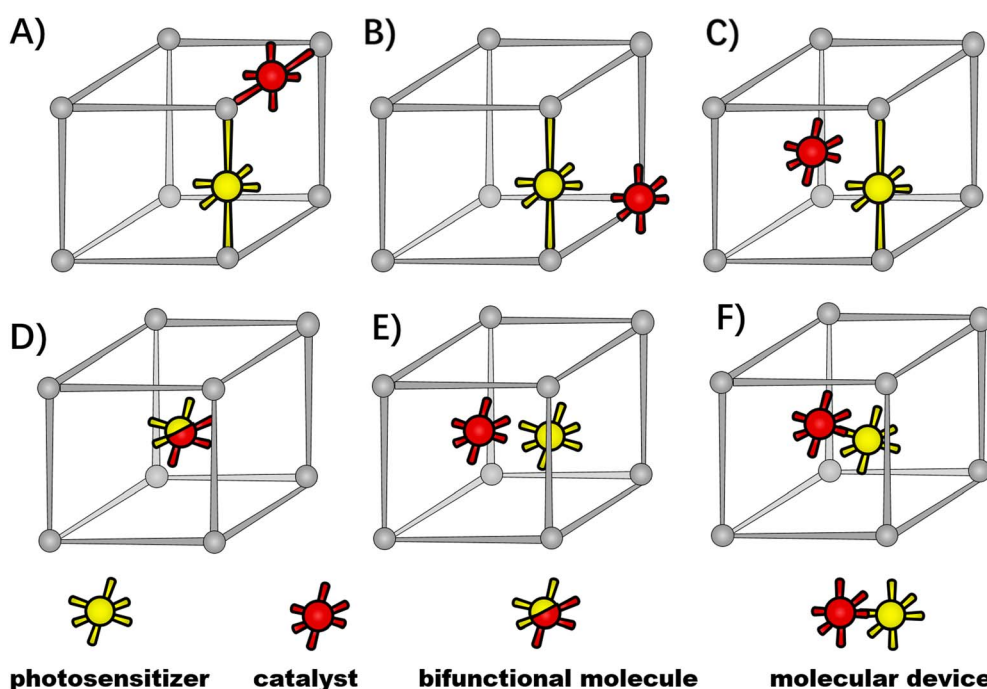 A) B) C)
D) E) F)
photosensitizer catalyst bifunctional molecule molecular device